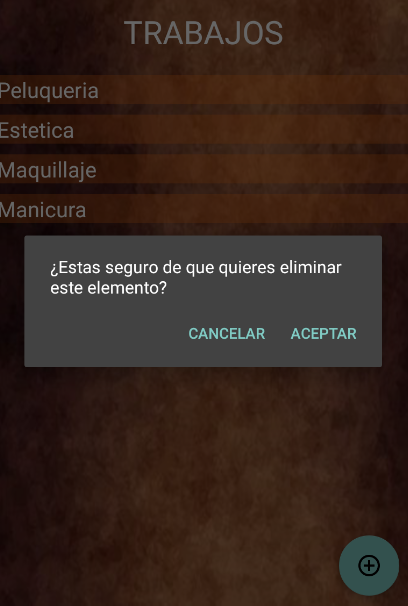 TRABAJOS
Peluqueria
Estetica
Maquillaje
Manicura
¿Estas seguro de que quieres eliminar
este elemento?
CANCELAR ACEPTAR